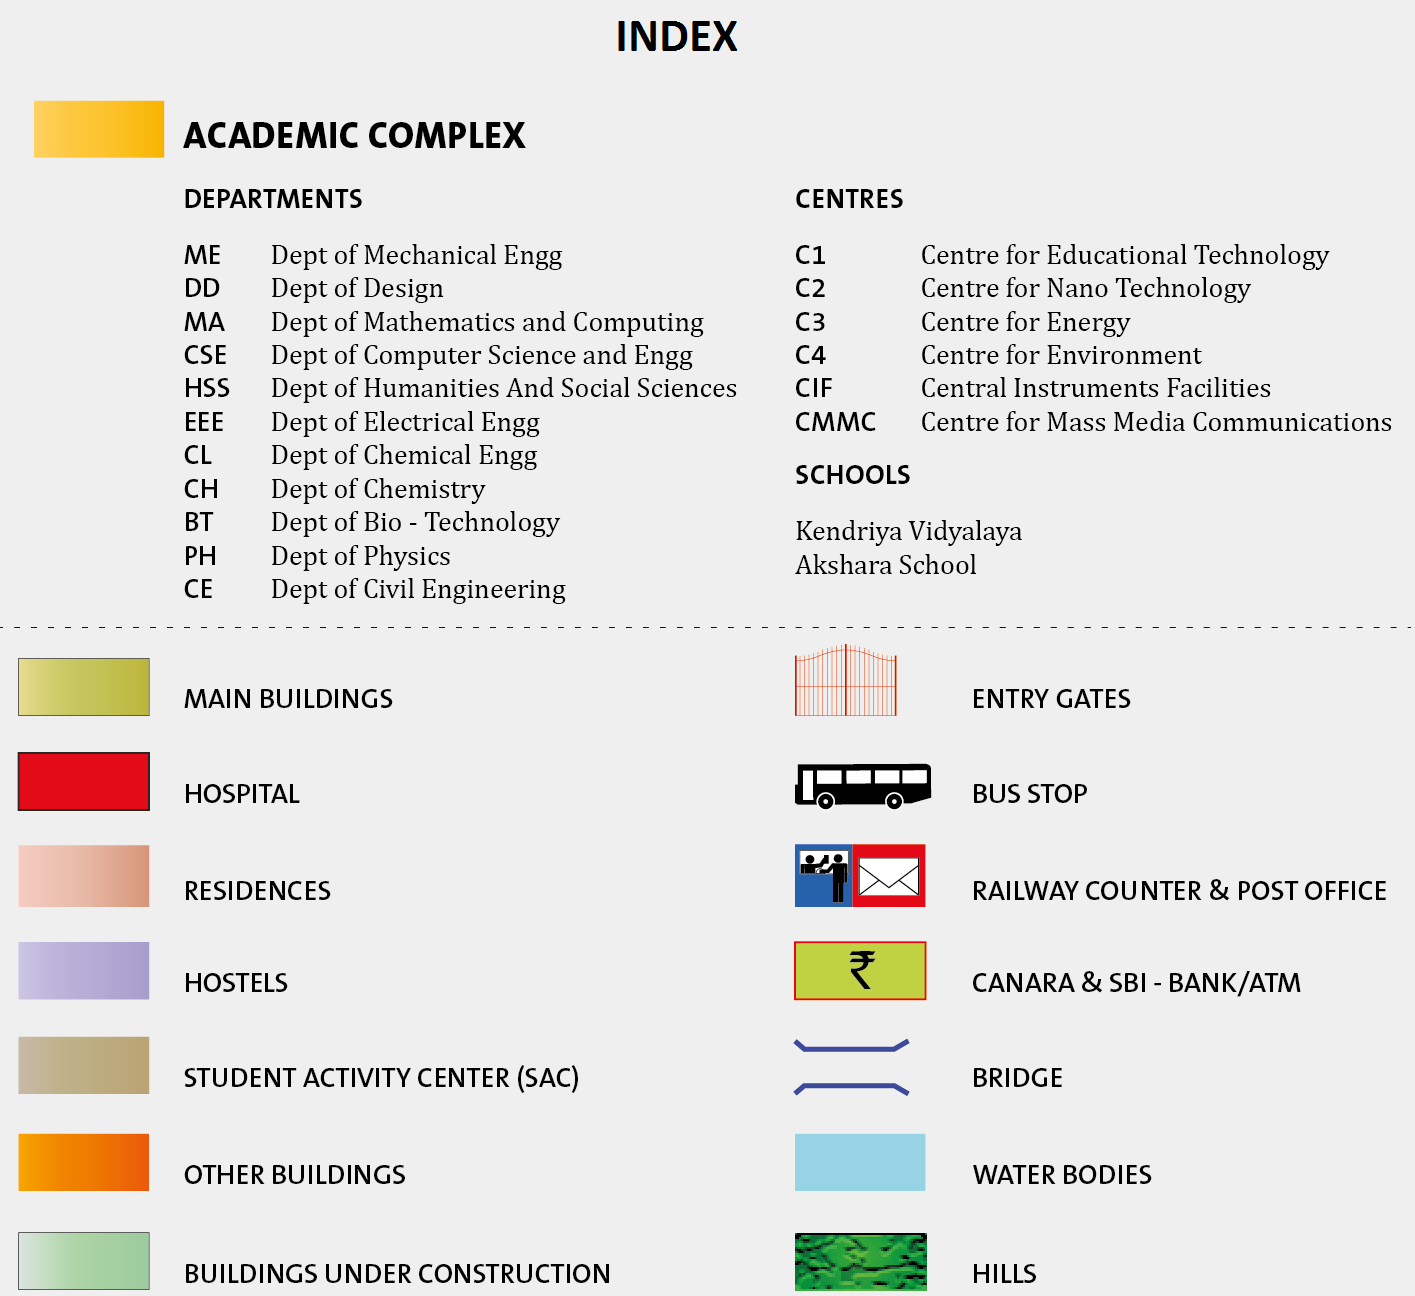 INDEX
ACADEMIC COMPLEX
DEPARTMENTS
ME Dept of Mechanical Engg
DD Dept of Design
MA Dept of Mathematics and Computing
CSE Dept of Computer Science and Engg
HSS Dept of Humanities And Social Sciences
EEE Dept of Electrical Engg
CL Dept of Chemical Engg
CH Dept of Chemistry
BT Dept of Bio - Technology
PH Dept of Physics
CE Dept of Civil Engineering
CENTRES
C1 Centre for Educational Technology
C2 Centre for Nano Technology
C3 Centre for Energy
C4 Centre for Environment
CIF Central Instruments Facilities
CMMC Centre for Mass Media Communications
SCHOOLS
Kendriya Vidyalaya
Akshara School
MAIN BUILDINGS
HOSPITAL
RESIDENCES
HOSTELS
STUDENT ACTIVITY CENTER (SAC)
OTHER BUILDINGS
BUILDINGS UNDER CONSTRUCTION
ENTRY GATES
BUS STOP
RAILWAY COUNTER & POST OFFICE
₹
CANARA & SBI - BANK/ATM
BRIDGE
WATER BODIES
HILLS